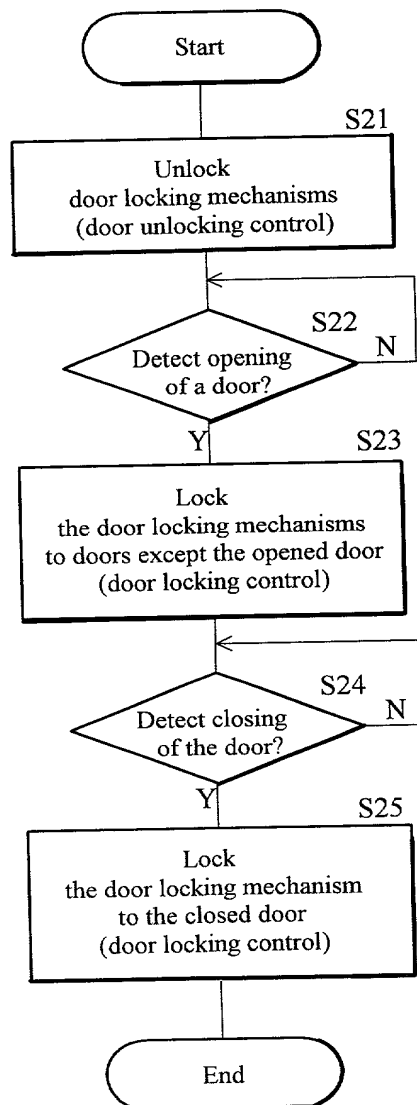 Start
S21
Unlock
door locking mechanisms
(door unlocking control)
S22
Detect opening
of a door?
N
Y
S23
Lock
the door locking mechanisms
to doors except the opened door
(door locking control)
S24
Detect closing
of the door?
N
Y
S25
Lock
the door locking mechanism
to the closed door
(door locking control)
End